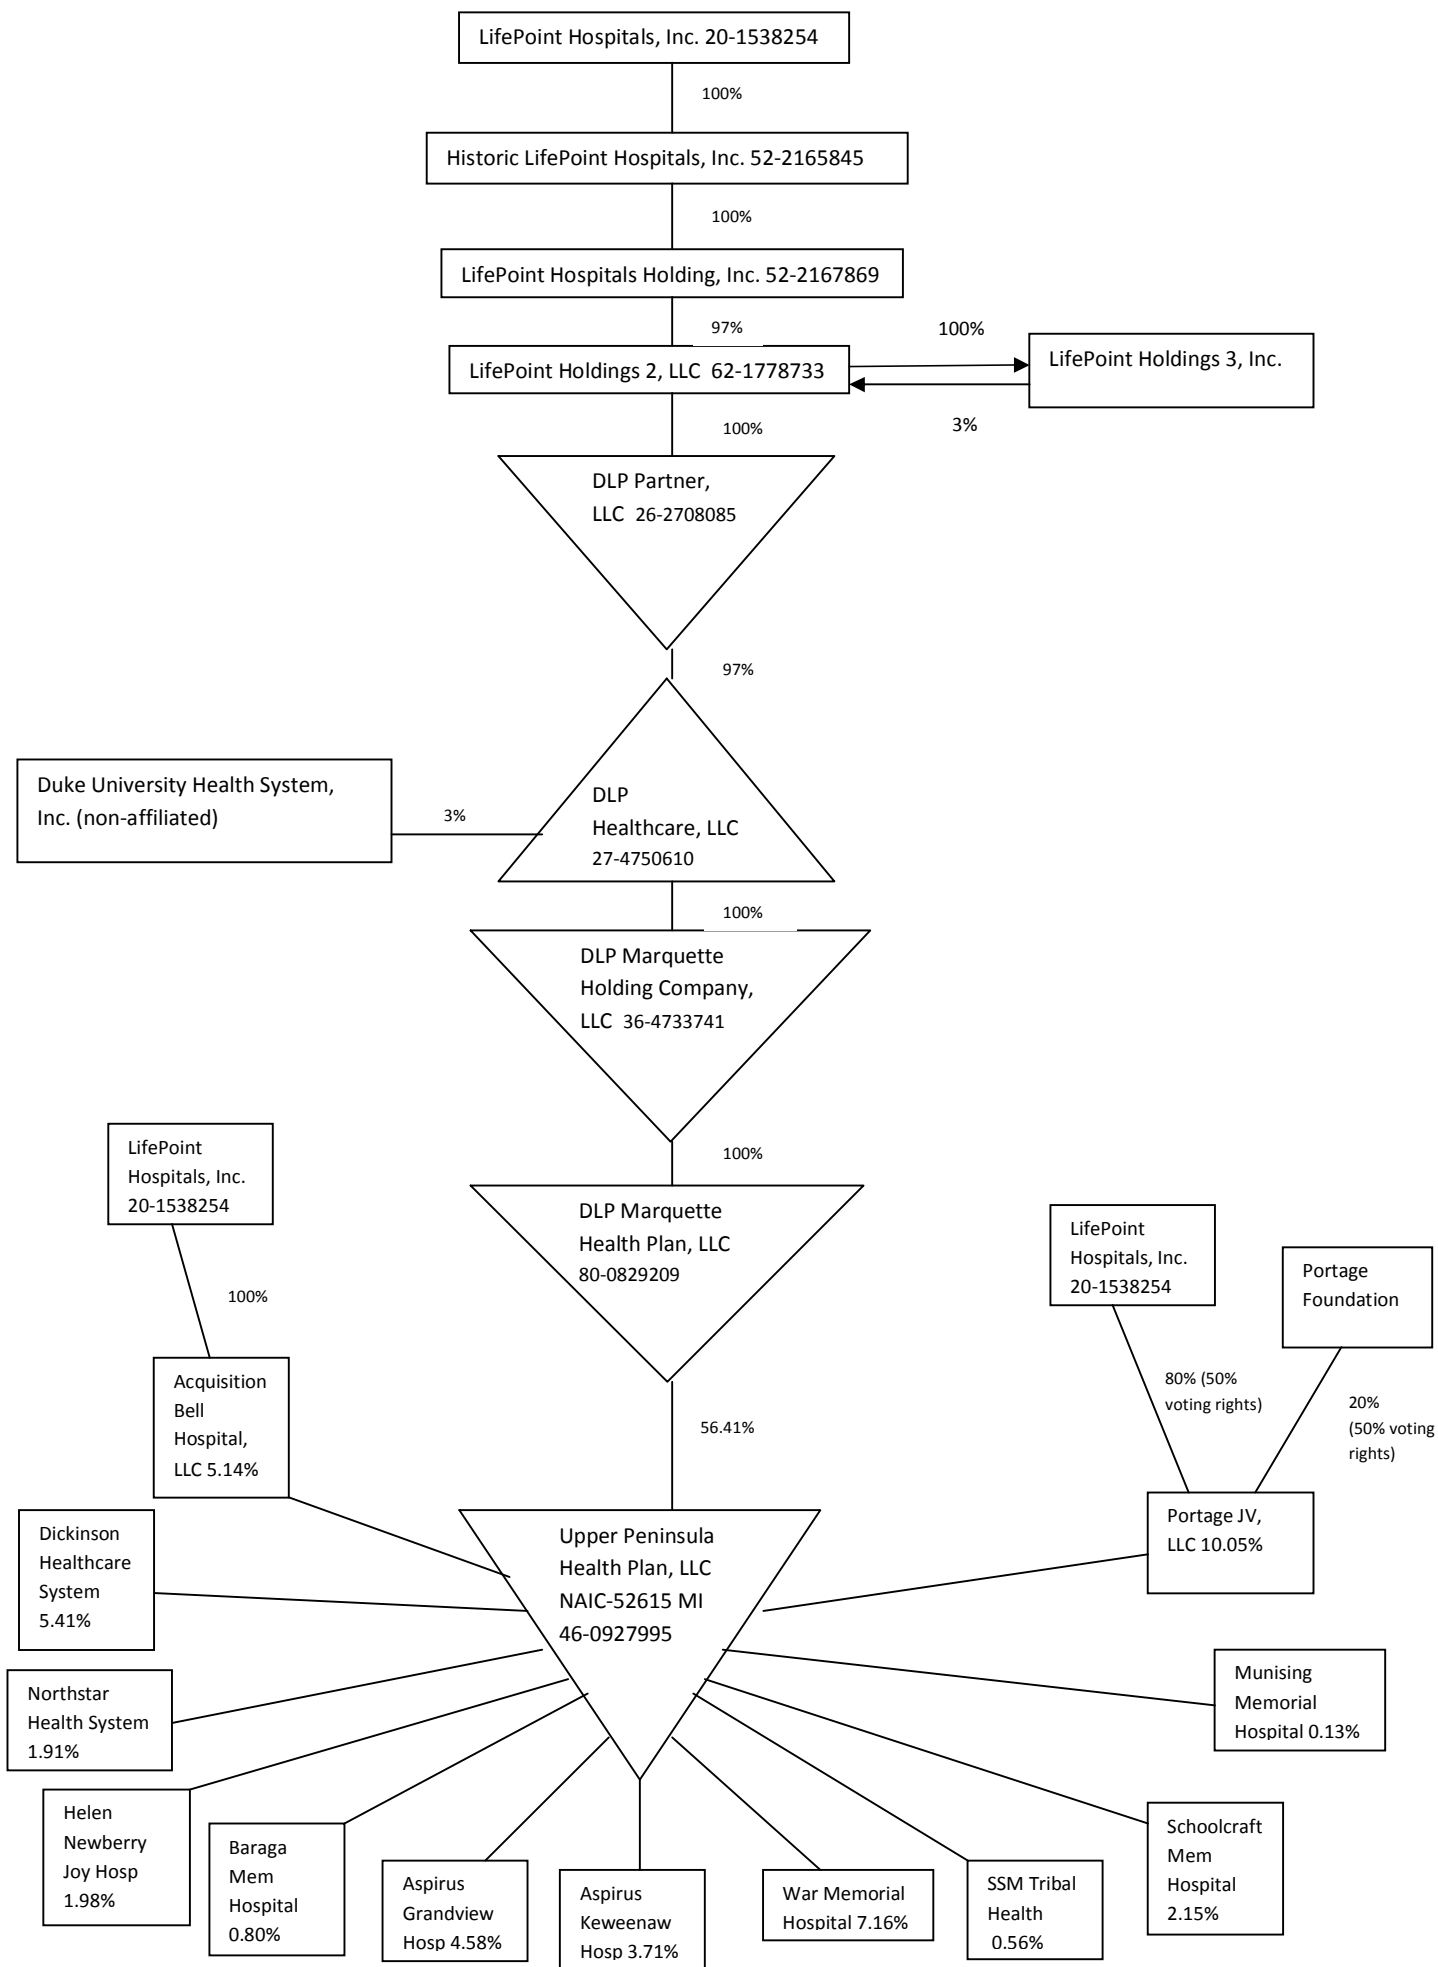 LifePoint Hospitals, Inc. 20-1538254
100%
Historic LifePoint Hospitals, Inc. 52-2165845
100%
LifePoint Hospitals Holding, Inc. 52-2167869
97%
100%
LifePoint Holdings 2, LLC  62-1778733
LifePoint Holdings 3, Inc.
3%
100%
DLP Partner,
LLC  26-2708085
97%
Duke University Health System,
Inc. (non-affiliated)
3%
DLP
Healthcare, LLC
27-4750610
100%
DLP Marquette
Holding Company,
LLC  36-4733741
100%
LifePoint
Hospitals, Inc.
20-1538254
100%
DLP Marquette
Health Plan, LLC
80-0829209
LifePoint
Hospitals, Inc.
20-1538254
Portage
Foundation
80% (50%
voting rights)
20%
(50% voting
rights)
Acquisition
Bell
Hospital,
LLC 5.14%
56.41%
Portage JV,
LLC 10.05%
Dickinson
Healthcare
System
5.41%
Upper Peninsula
Health Plan, LLC
NAIC-52615 MI
46-0927995
Northstar
Health System
1.91%
Munising
Memorial
Hospital 0.13%
Helen
Newberry
Joy Hosp
1.98%
Baraga
Mem
Hospital
0.80%
Aspirus
Grandview
Hosp 4.58%
Aspirus
Keweenaw
Hosp 3.71%
War Memorial
Hospital 7.16%
SSM Tribal
Health
0.56%
Schoolcraft
Mem
Hospital
2.15%